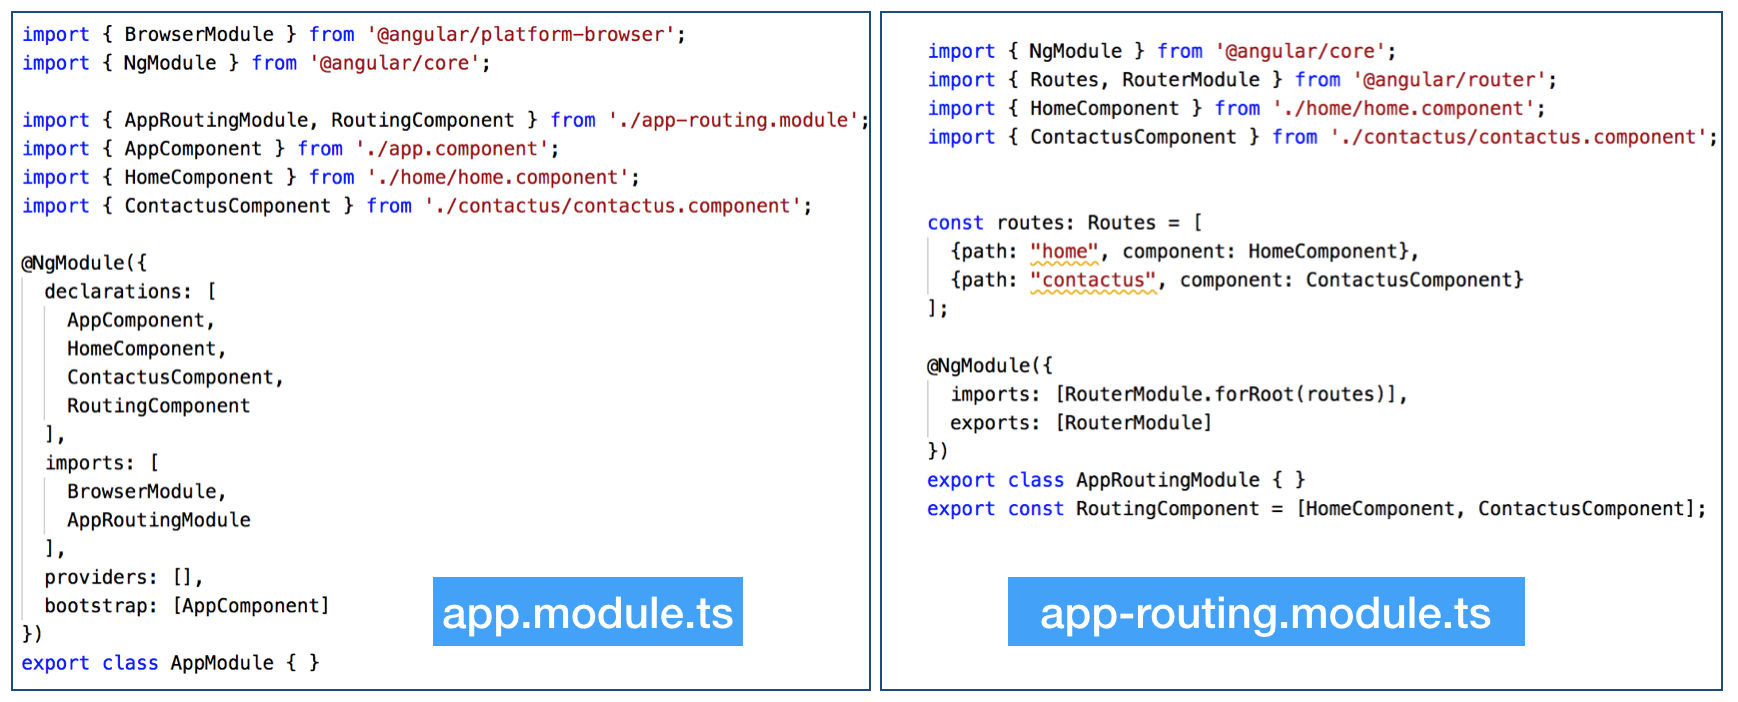 import { BrowserModule } from '@angular/platform-browser';
import { NgModule } from '@angular/core';
import { AppRoutingModule, RoutingComponent } from './app-routing.module';
import { AppComponent } from './app.component';
import { HomeComponent } from './home/home.component';
import { ContactusComponent } from './contactus/contactus.component';
@NgModule({
  declarations: [
    AppComponent,
    HomeComponent,
    ContactusComponent,
    RoutingComponent
  ],
  imports: [
    BrowserModule,
    AppRoutingModule
  ],
  providers: [],
  bootstrap: [AppComponent]
})
export class AppModule { }
app.module.ts
import { NgModule } from '@angular/core';
import { Routes, RouterModule } from '@angular/router';
import { HomeComponent } from './home/home.component';
import { ContactusComponent } from './contactus/contactus.component';
const routes: Routes = [
  {path: "home", component: HomeComponent},
  {path: "contactus", component: ContactusComponent}
];
@NgModule({
  imports: [RouterModule.forRoot(routes)],
  exports: [RouterModule]
})
export class AppRoutingModule { }
export const RoutingComponent = [HomeComponent, ContactusComponent];
app-routing.module.ts